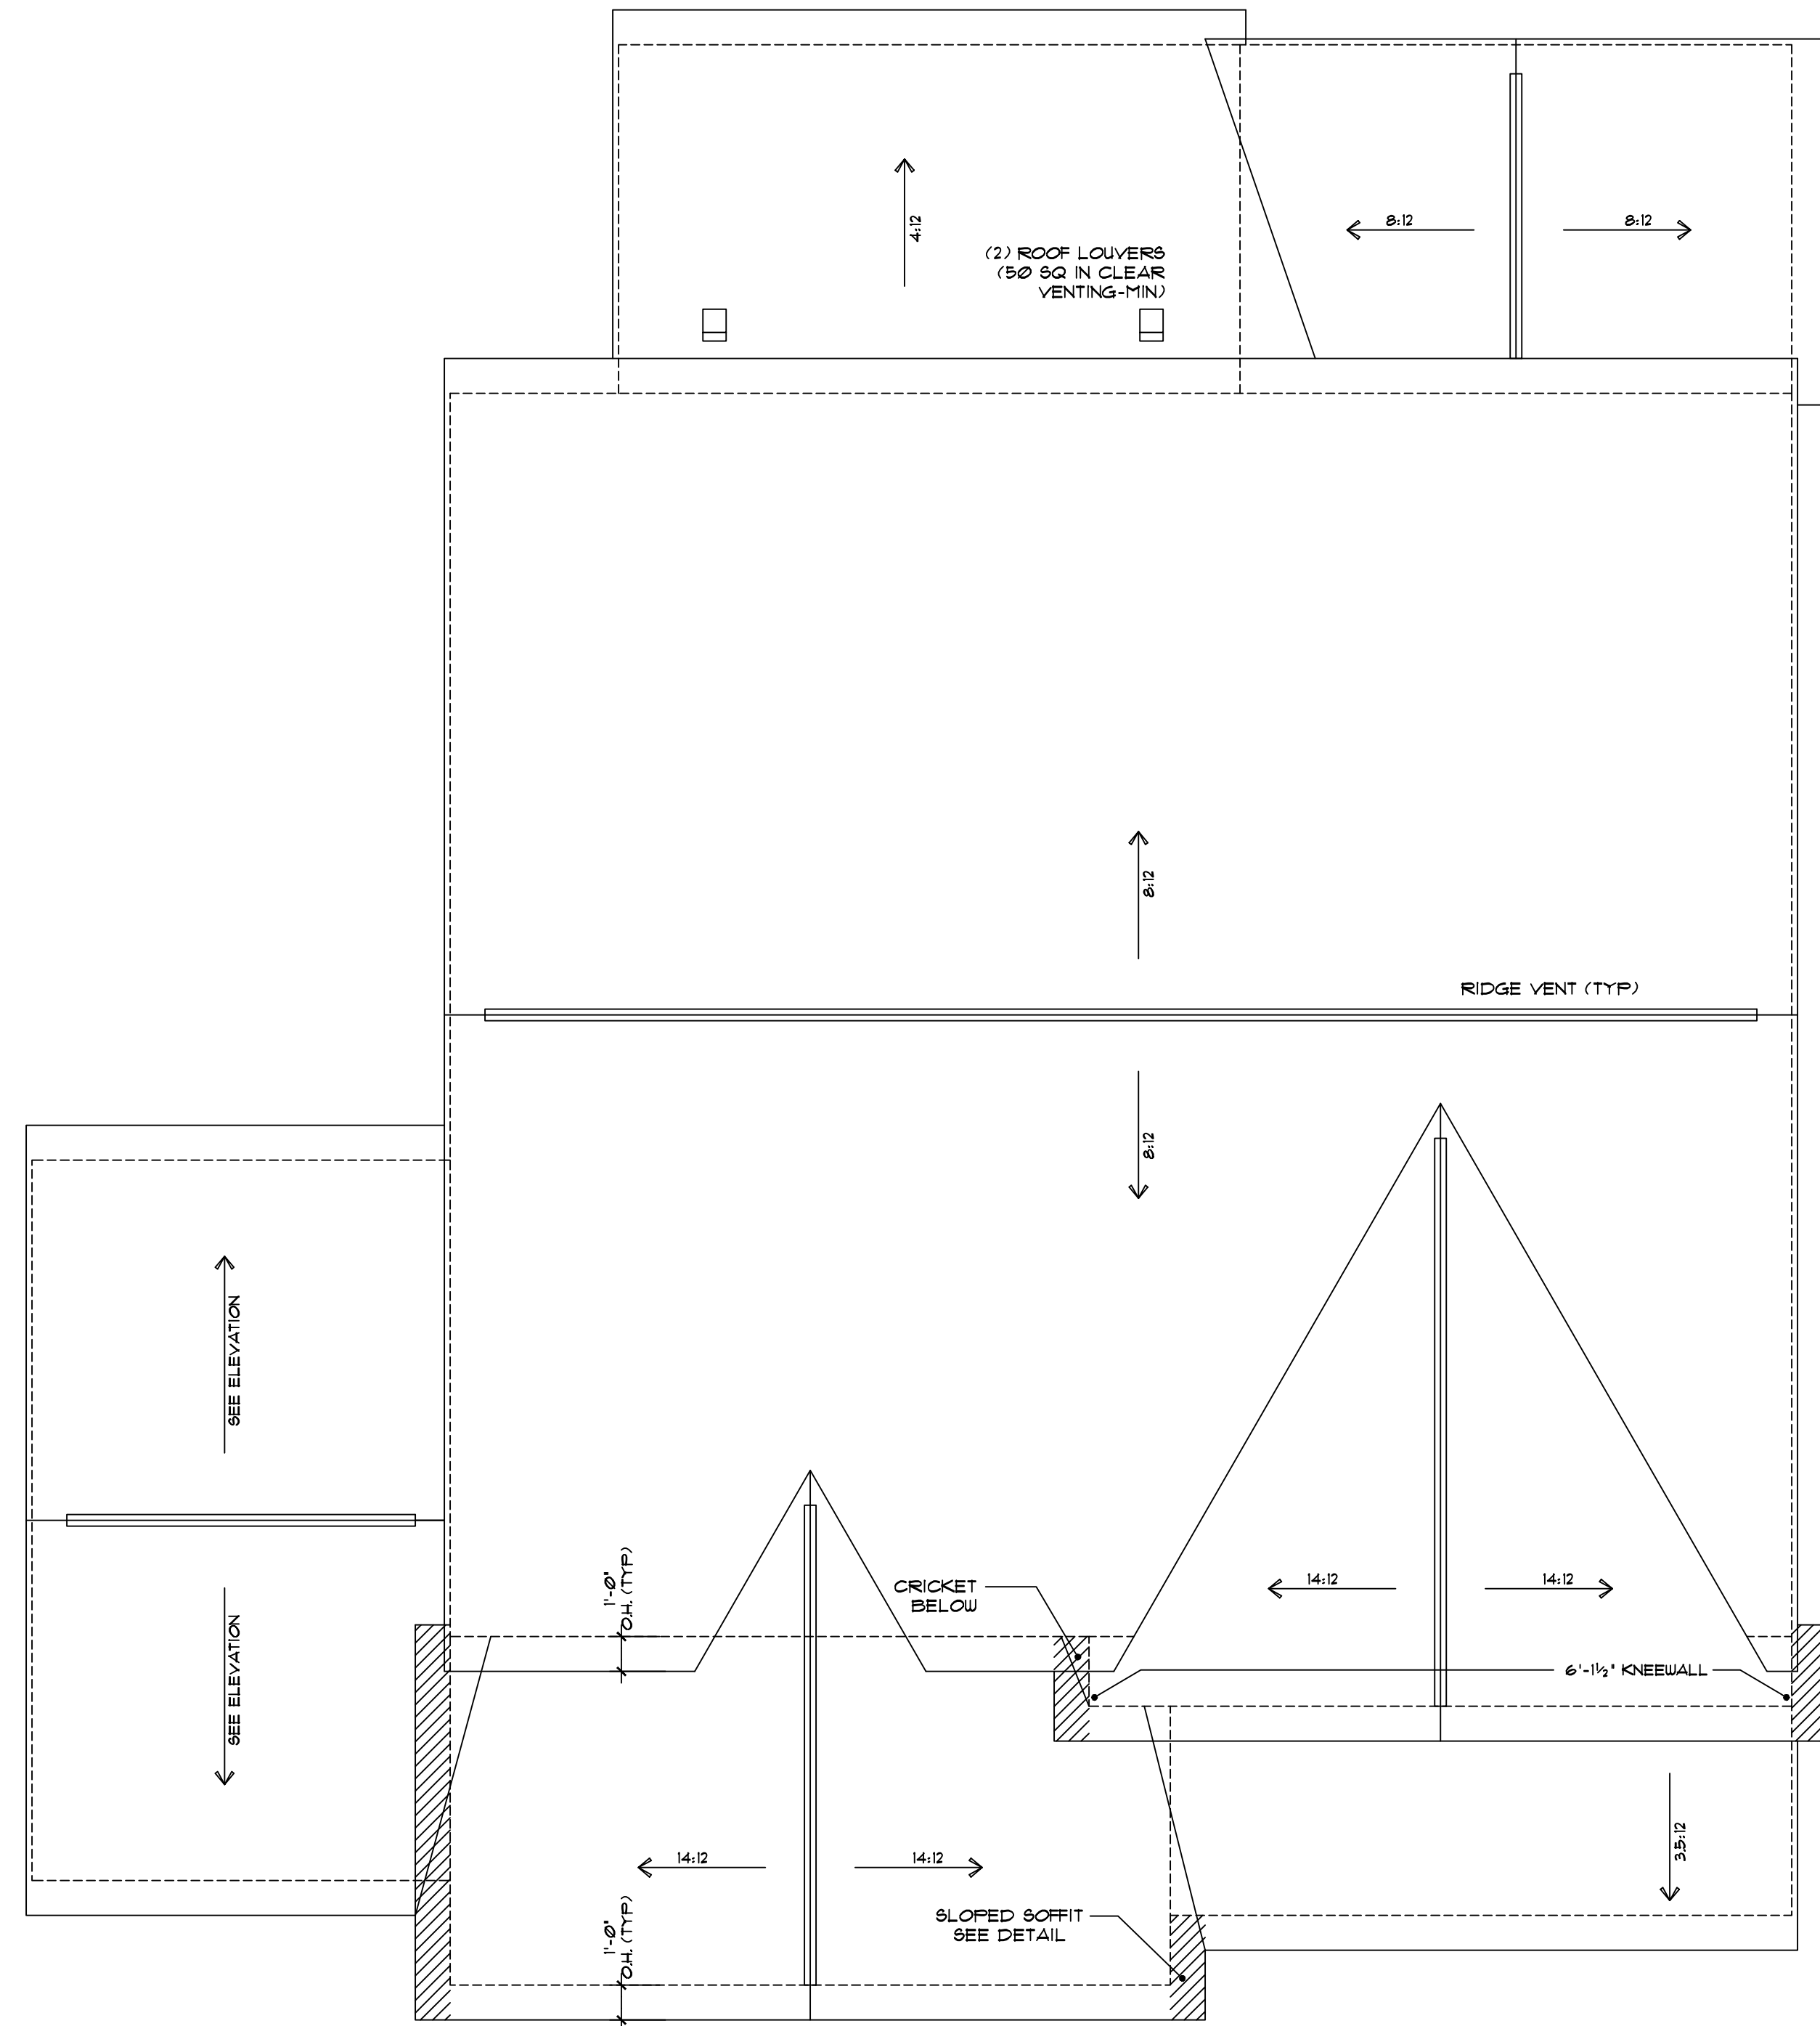 4:12
8:12
8:12
(2) ROOF LOUVERS
(50 SQ IN CLEAR
VENTING-MIN)
8:12
RIDGE VENT (TYP)
8:12
SEE ELEVATION
1'-0"
O.H. (TYP)
CRICKET
BELOW
14:12
14:12
SEE ELEVATION
6'-1½" KNEEWALL
3.5:12
14:12
14:12
1'-0"
O.H. (TYP)
SLOPED SOFFIT
SEE DETAIL